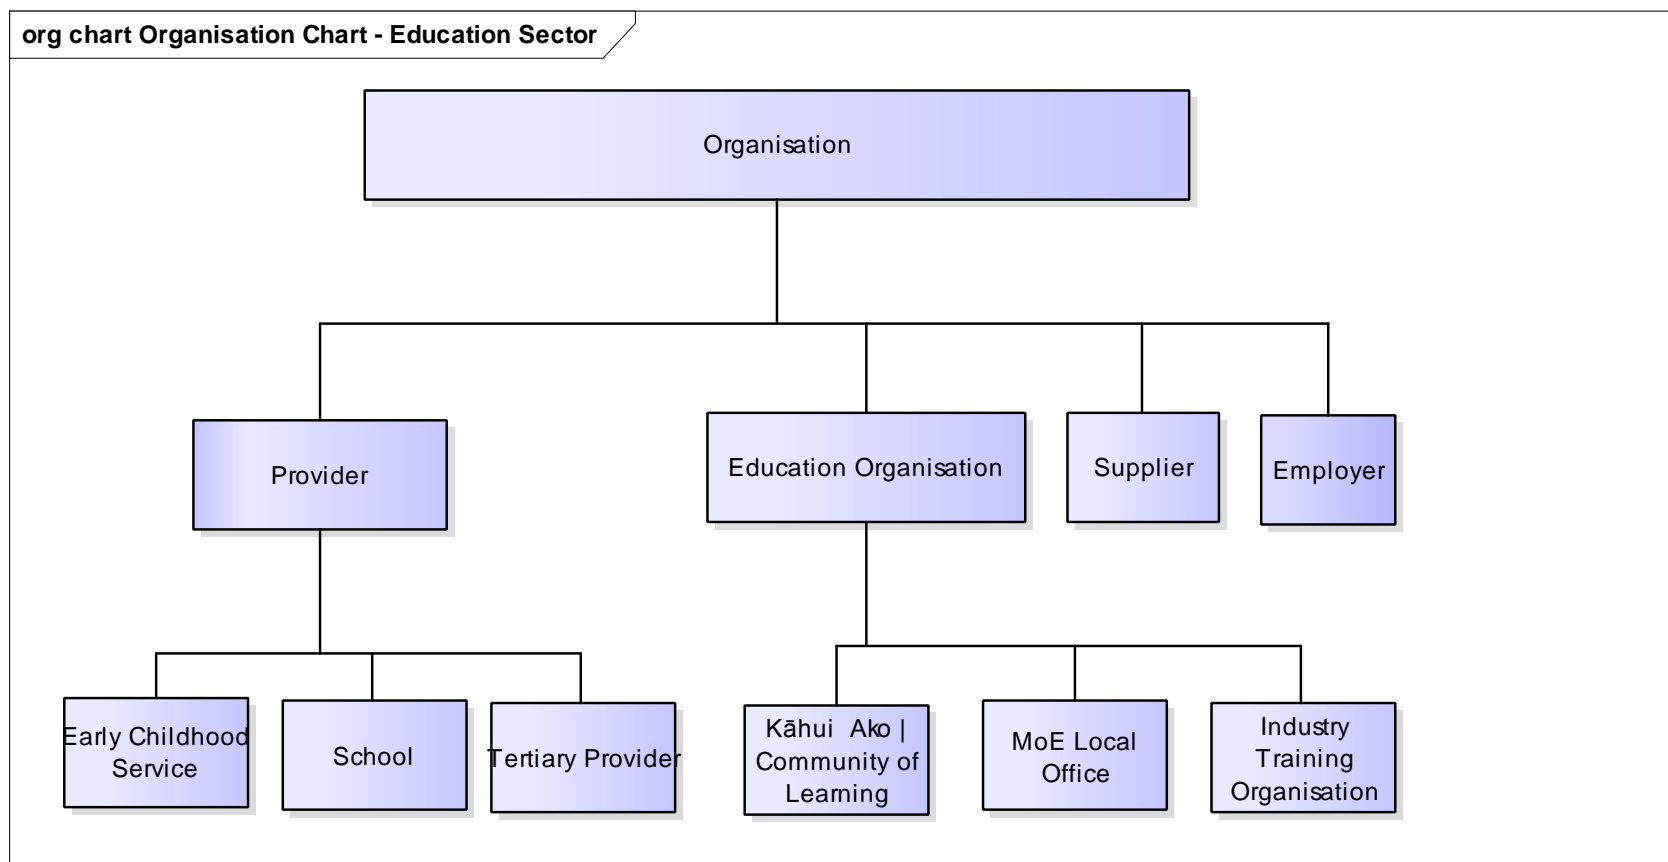 org chart Organisation Chart - Education Sector
Organisation
Provider
Education Organisation
Supplier
Employer
Early Childhood
Service
School
Tertiary Provider
Kāhui Ako |
Community of
Learning
MoE Local
Office
Industry
Training
Organisation